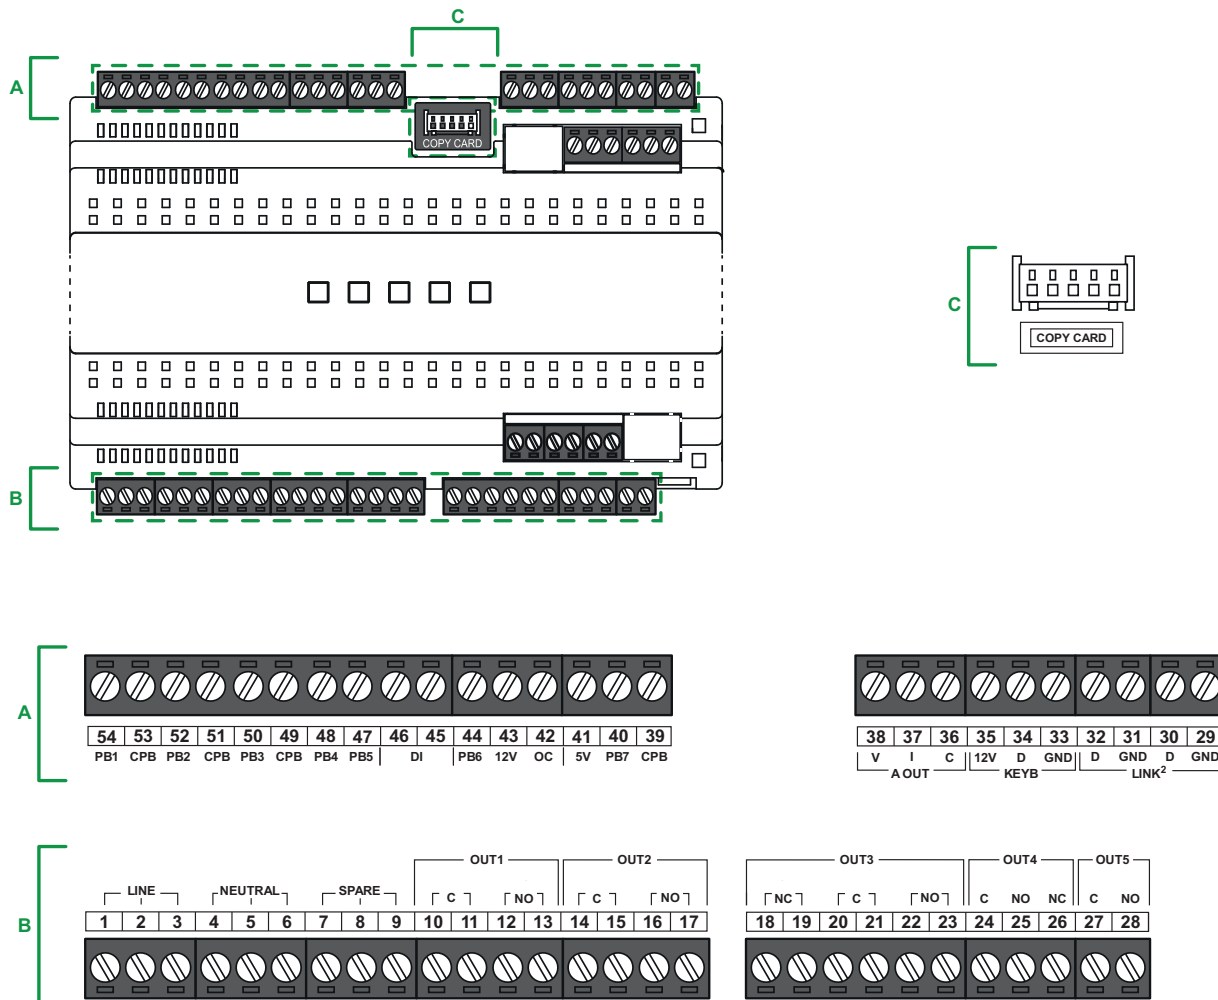 C
A
COPY CARD
C
COPY CARD
B
A
54 53 52 51 50 49 48 47 46 45 44 43 42 41 40 39
PB1 CPB PB2 CPB PB3 CPB PB4 PB5 DI PB6 12V OC 5V PB7 CPB
38 37 36 35 34 33 32 31 30 29
V I C 12V D GND D GND D GND
A OUT KEYB LINK²
B
OUT1 OUT2 OUT3 OUT4 OUT5
LINE NEUTRAL SPARE C NO C NO NC C NO C NO NC C NO
1 2 3 4 5 6 7 8 9 10 11 12 13 14 15 16 17 18 19 20 21 22 23 24 25 26 27 28